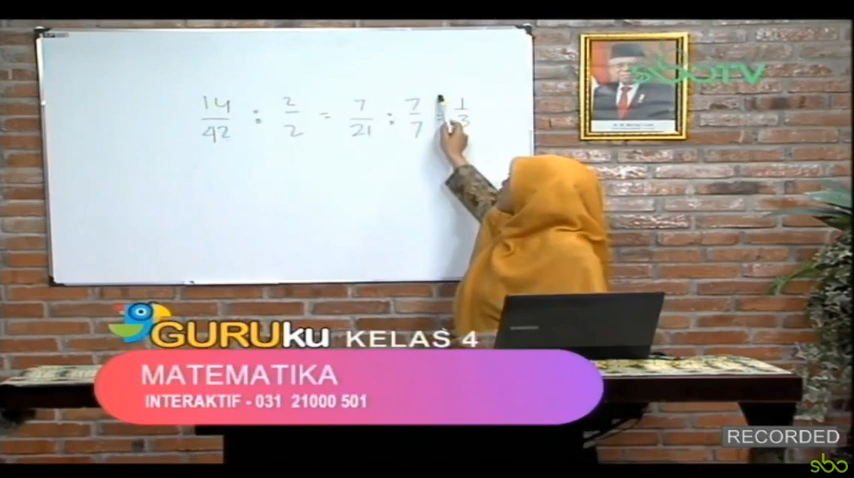 14/42 : 2/2 = 7/21 : 7/7 = 1/3
sboTV
GURUku KELAS 4
MATEMATIKA
INTERAKTIF - 031 21000 501
RECORDED
sbo